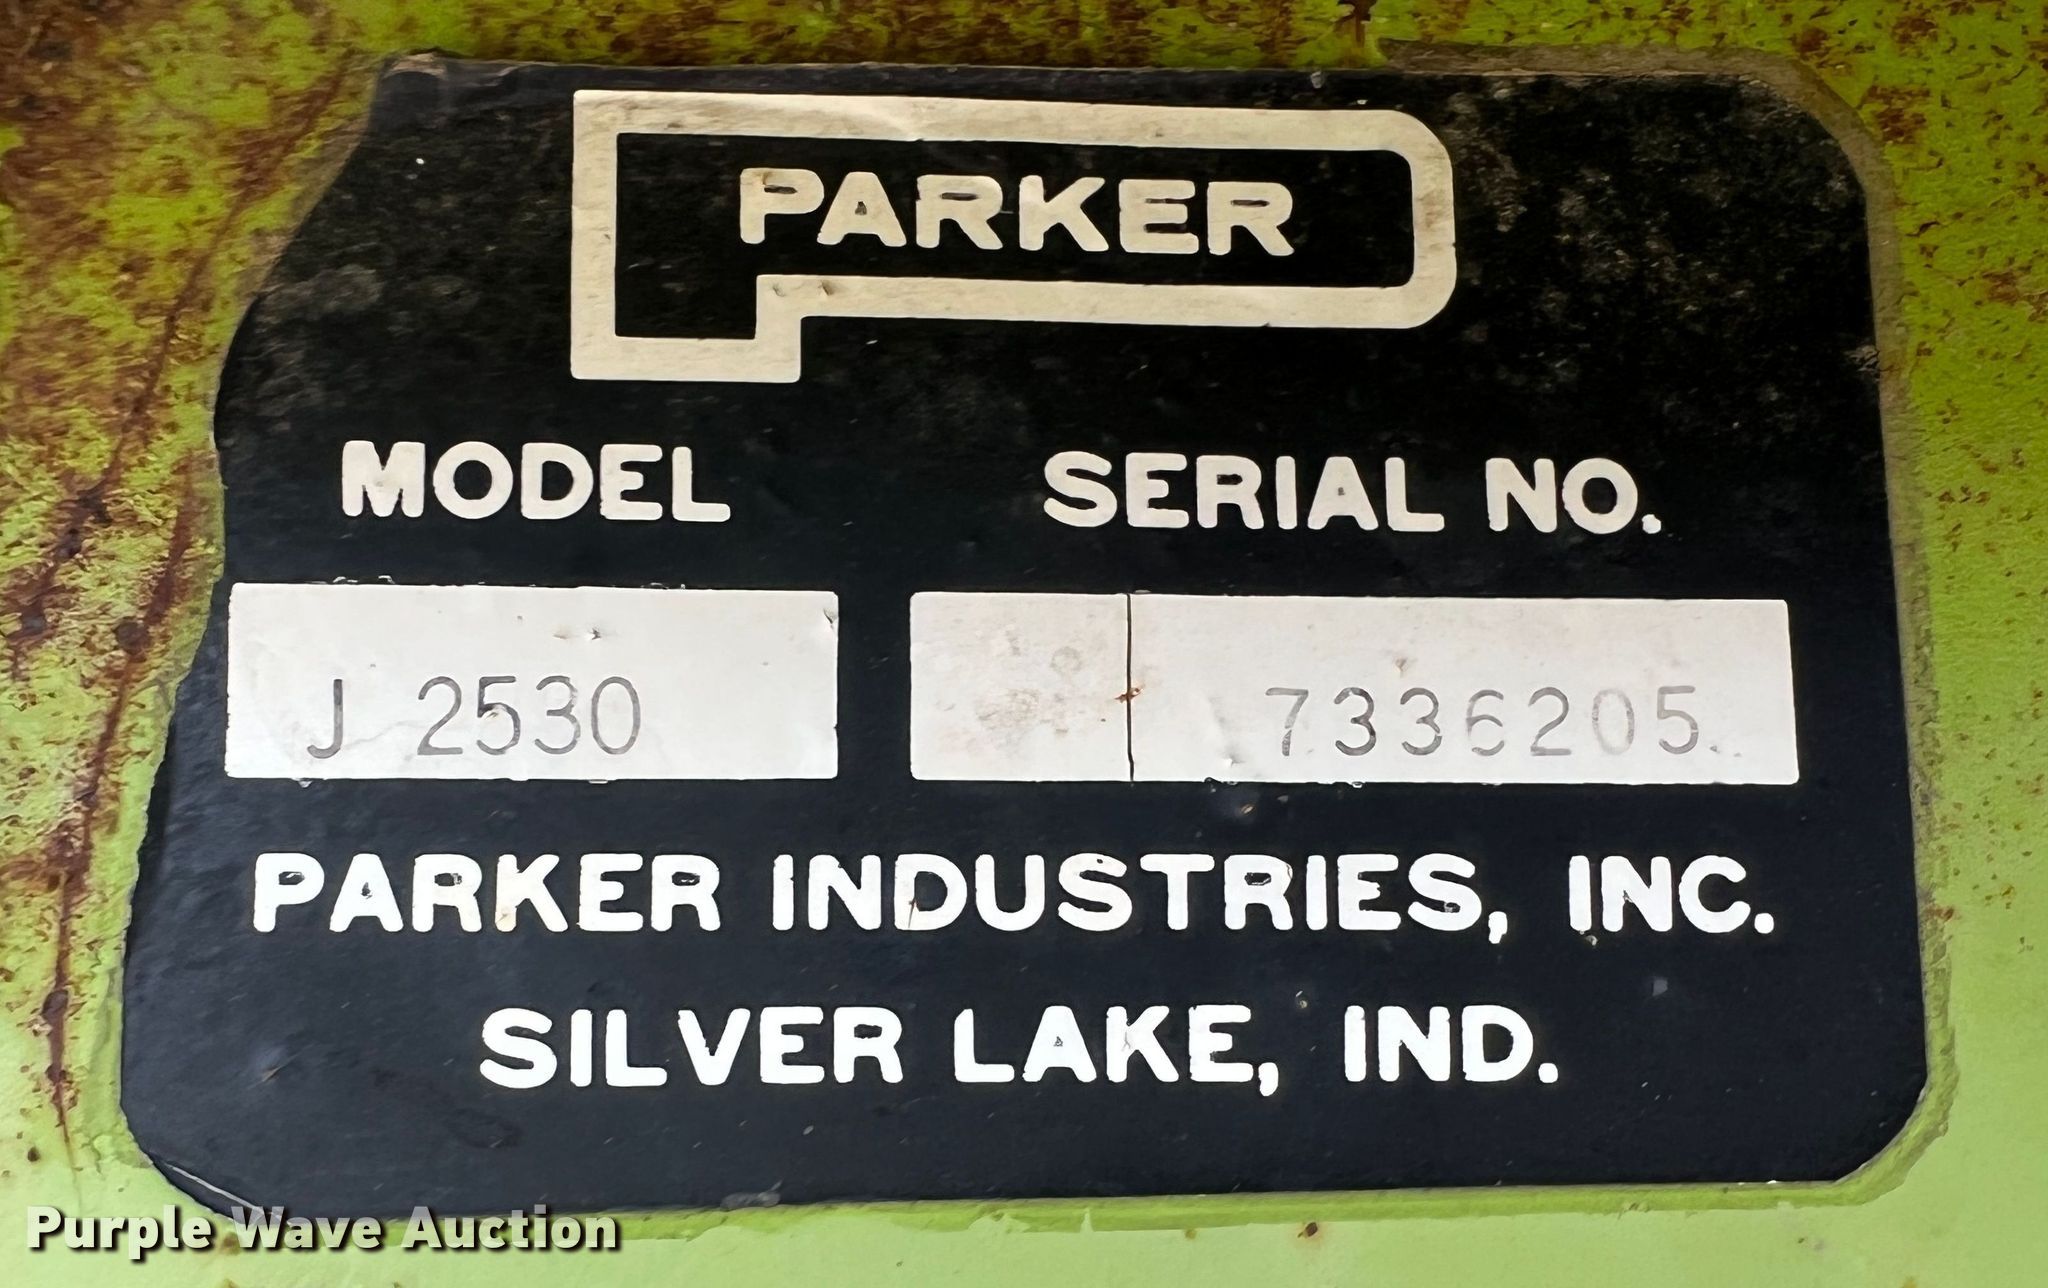 PARKER
MODEL SERIAL NO.
J 2530 7336205
PARKER INDUSTRIES, INC.
SILVER LAKE, IND.
Purple Wave Auction